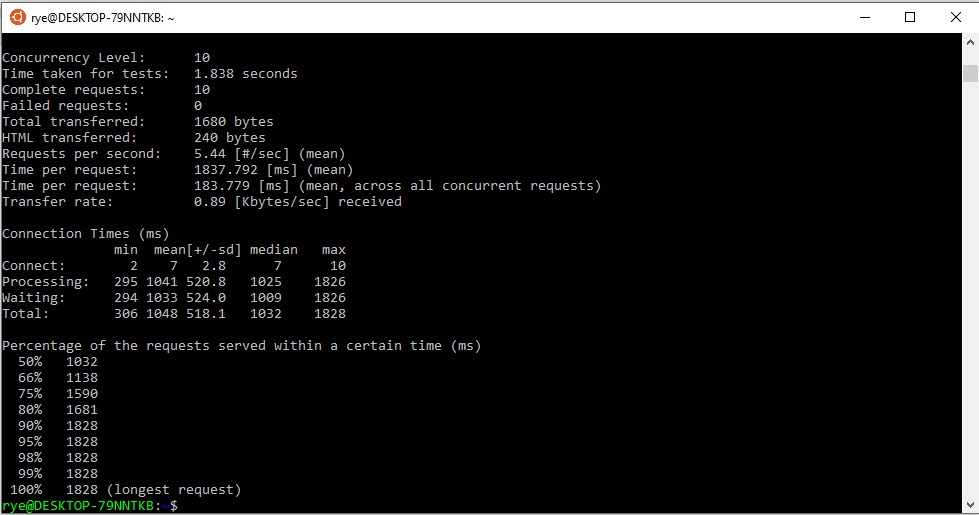 rye@DESKTOP-79NNTKB: ~
Concurrency Level:      10
Time taken for tests:   1.838 seconds
Complete requests:      10
Failed requests:        0
Total transferred:      1680 bytes
HTML transferred:       240 bytes
Requests per second:    5.44 [#/sec] (mean)
Time per request:       1837.792 [ms] (mean)
Time per request:       183.779 [ms] (mean, across all concurrent requests)
Transfer rate:          0.89 [Kbytes/sec] received
Connection Times (ms)
              min  mean[+/-sd] median   max
Connect:        2    7   2.8      7      10
Processing:   295 1041 520.8   1025    1826
Waiting:      294 1033 524.0   1009    1826
Total:        306 1048 518.1   1032    1828
Percentage of the requests served within a certain time (ms)
  50%   1032
  66%   1138
  75%   1590
  80%   1681
  90%   1828
  95%   1828
  98%   1828
  99%   1828
 100%   1828 (longest request)
rye@DESKTOP-79NNTKB:~$